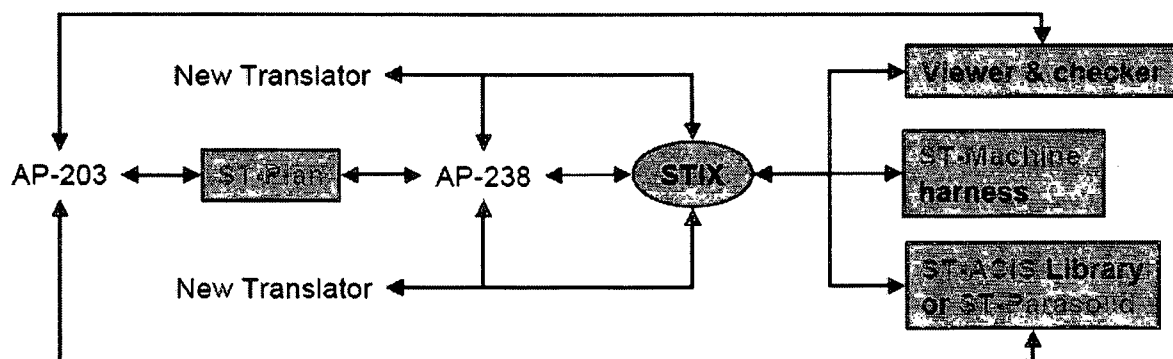 New Translator
Viewer & checker
AP-203
ST-Plan
AP-238
STIX
ST-Machine
harness
New Translator
ST-ACIS Library
or ST-Parasolid